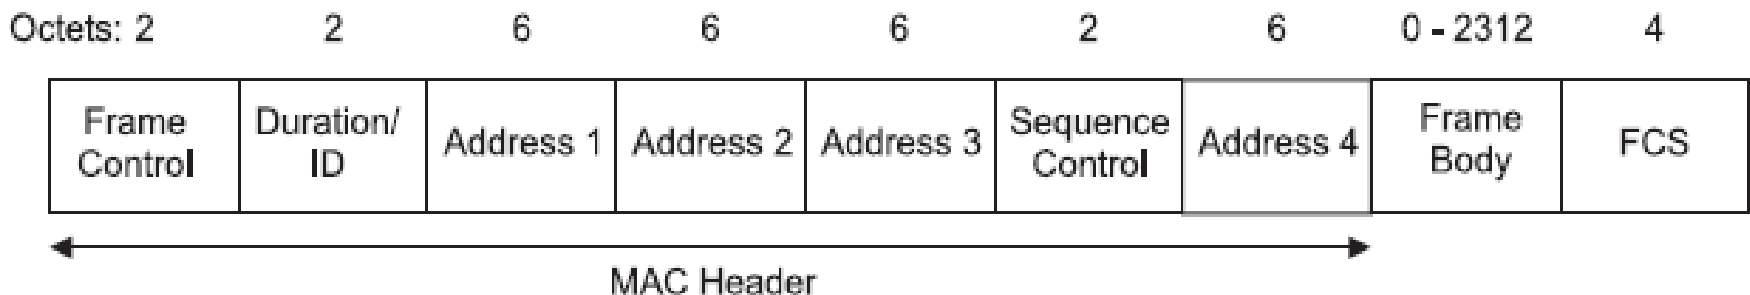 Octets: 2 2 6 6 6 2 6 0 - 2312 4
Frame Control
Duration/ ID
Address 1
Address 2
Address 3
Sequence Control
Address 4
Frame Body
FCS
MAC Header